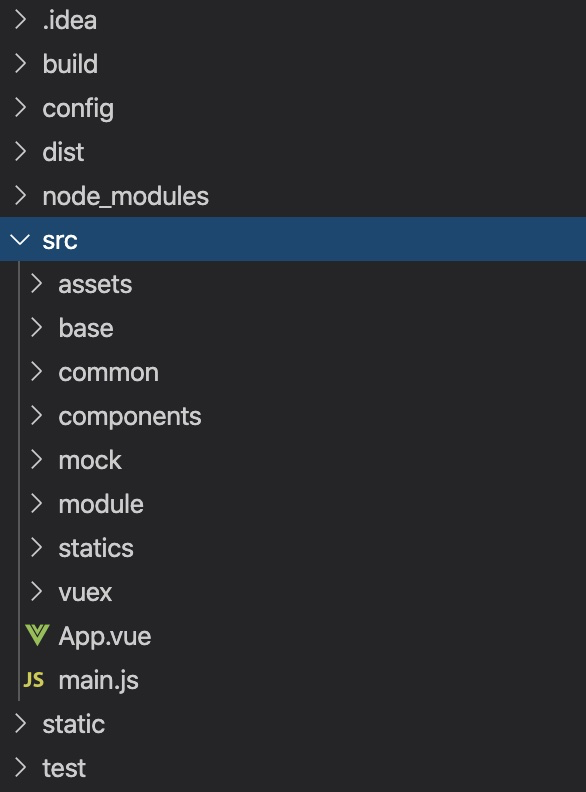 .idea
build
config
dist
node_modules
src
assets
base
common
components
mock
module
statics
vuex
App.vue
JS main.js
static
test